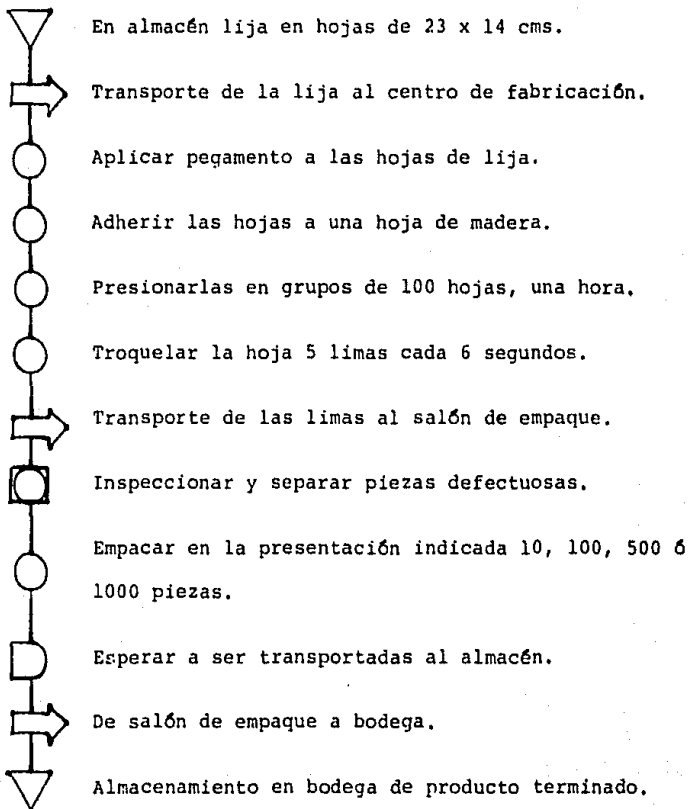 En almacén lija en hojas de 23 x 14 cms.
Transporte de la lija al centro de fabricación.
Aplicar pegamento a las hojas de lija.
Adherir las hojas a una hoja de madera.
Presionarlas en grupos de 100 hojas, una hora.
Troquelar la hoja 5 limas cada 6 segundos.
Transporte de las limas al salón de empaque.
Inspeccionar y separar piezas defectuosas.
Empacar en la presentación indicada 10, 100, 500 ó
1000 piezas.
Esperar a ser transportadas al almacén.
De salón de empaque a bodega.
Almacenamiento en bodega de producto terminado.